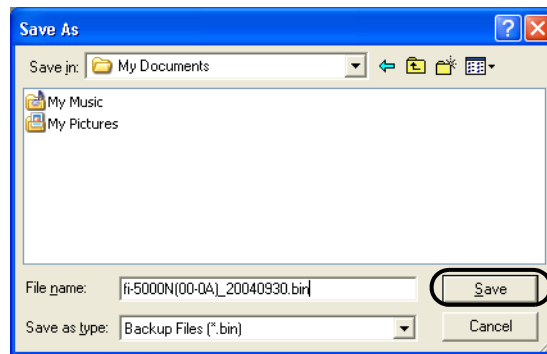 Save As
Save in: My Documents
My Music
My Pictures
File name: fi-5000N(00-0A)_20040930.bin Save
Save as type: Backup Files (*.bin) Cancel